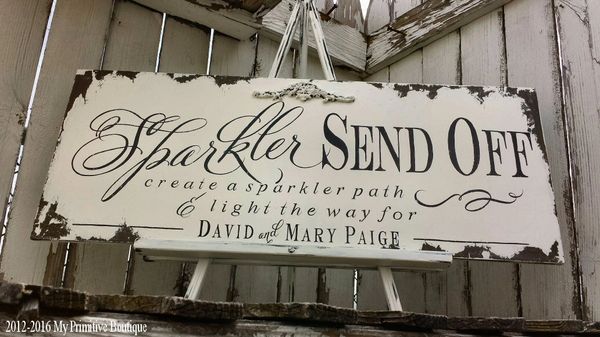 Sparkler SEND OFF
create a sparkler path
& light the way for
DAVID and MARY PAIGE
2012-2016 My Primitive Boutique